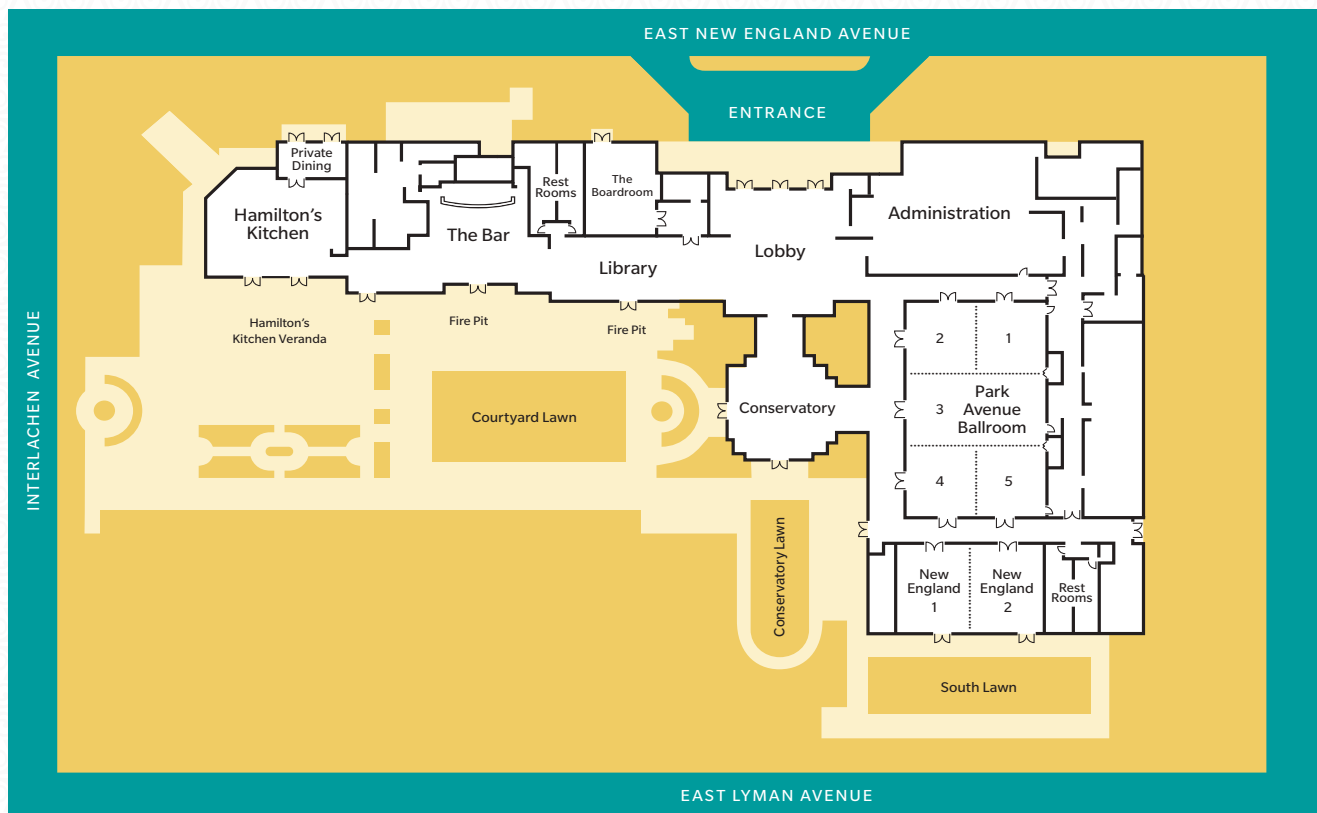 EAST NEW ENGLAND AVENUE
ENTRANCE
Private
Dining
Hamilton's
Kitchen
The Bar
Rest
Rooms
The
Boardroom
Library
Lobby
Administration
Hamilton's
Kitchen Veranda
Fire Pit
Fire Pit
2
1
3
Park
Avenue
Ballroom
4
5
Conservatory
Courtyard Lawn
Conservatory Lawn
New
England
1
New
England
2
Rest
Rooms
South Lawn
INTERLACHEN AVENUE
EAST LYMAN AVENUE